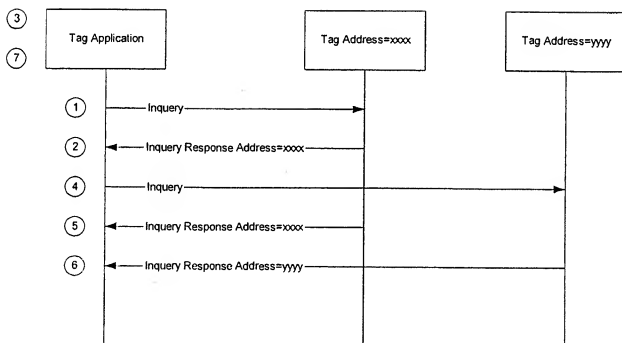 3
Tag Application
Tag Address=xxxx
Tag Address=yyyy
7
1
Inquery
2
Inquery Response Address=xxxx
4
Inquery
5
Inquery Response Address=xxxx
6
Inquery Response Address=yyyy